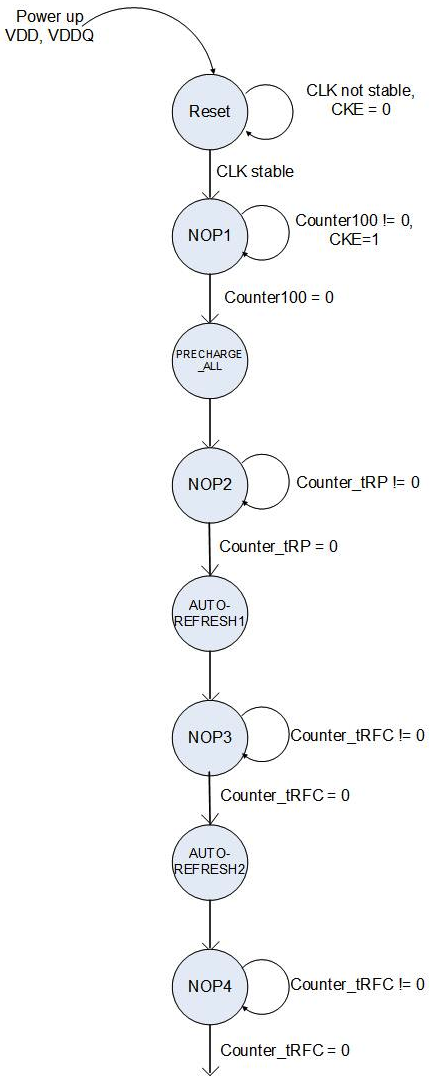 Power up
VDD, VDDQ
Reset
CLK not stable,
CKE = 0
CLK stable
NOP1
Counter100 != 0,
CKE=1
Counter100 = 0
PRECHARGE
_ALL
NOP2
Counter_tRP != 0
Counter_tRP = 0
AUTO-
REFRESH1
NOP3
Counter_tRFC != 0
Counter_tRFC = 0
AUTO-
REFRESH2
NOP4
Counter_tRFC != 0
Counter_tRFC = 0